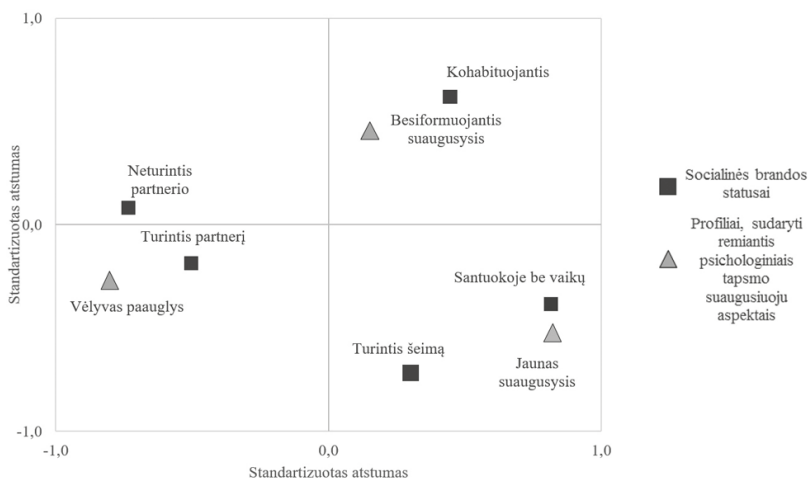 1,0
Kohabituojantis
Besiformuojantis
suaugusysis
Neturintis
partnerio
0,0
Turintis partnerį
Vėlyvas paauglys
Santuokoje be vaikų
Turintis šeimą
Jaunas
suaugusysis
-1,0
-1,0
0,0
1,0
Standartizuotas atstumas
Standartizuotas atstumas
Socialinės brandos
statusai
Profiliai, sudaryti
remiantis
psichologiniais
tapsmo
suaugusiuoju
aspektais